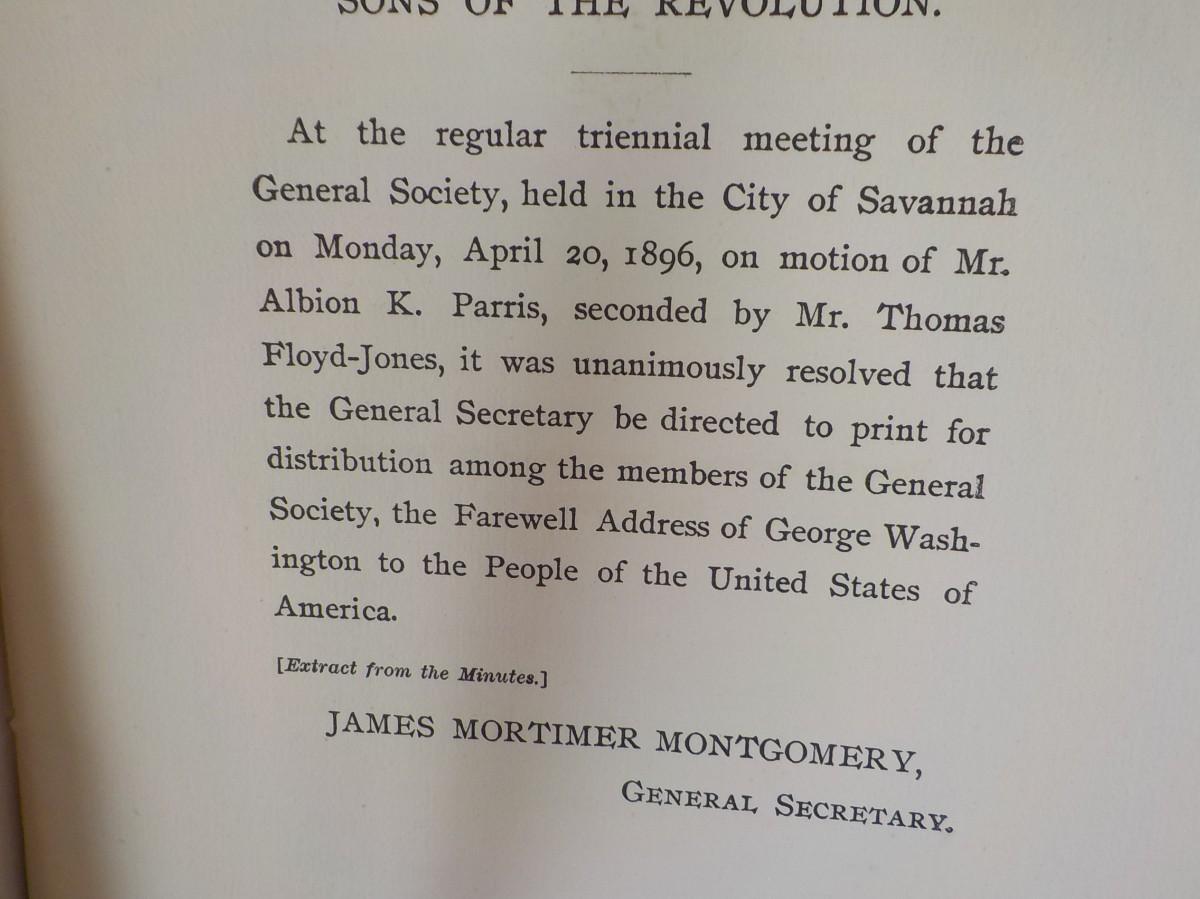 SONS OF THE REVOLUTION.
At the regular triennial meeting of the
General Society, held in the City of Savannah
on Monday, April 20, 1896, on motion of Mr.
Albion K. Parris, seconded by Mr. Thomas
Floyd-Jones, it was unanimously resolved that
the General Secretary be directed to print for
distribution among the members of the General
Society, the Farewell Address of George Wash-
ington to the People of the United States of
America.
[Extract from the Minutes.]
JAMES MORTIMER MONTGOMERY,
GENERAL SECRETARY.